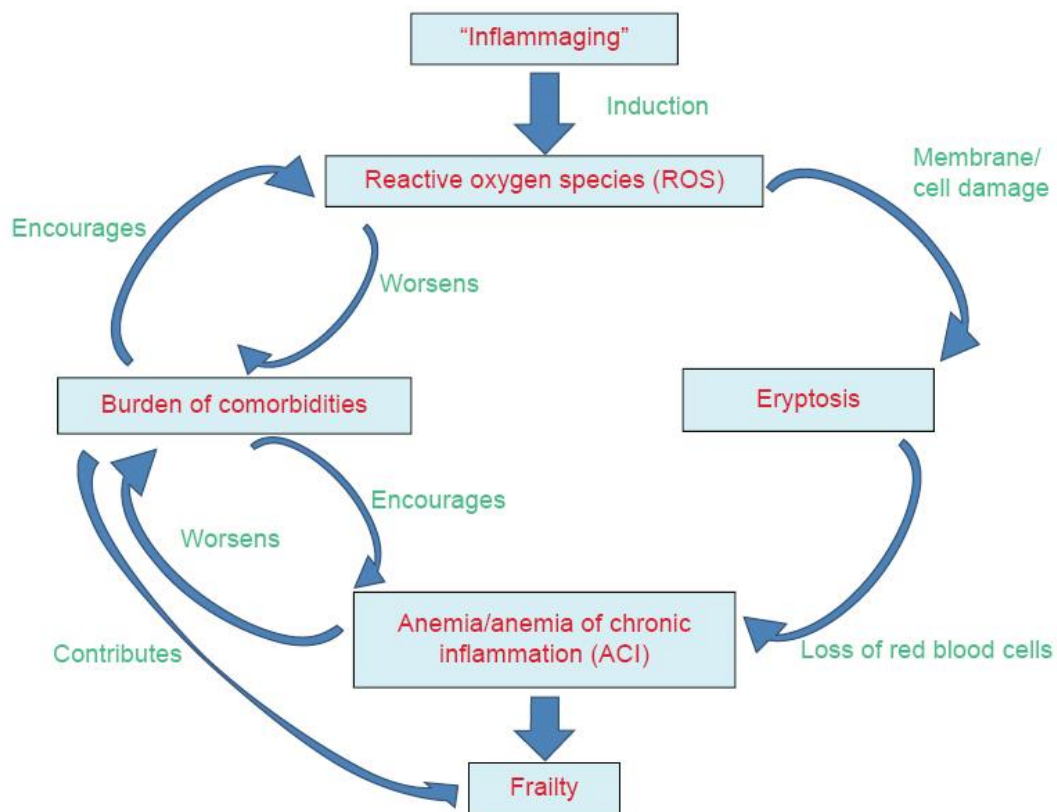 “Inflammaging”
Induction
Reactive oxygen species (ROS)
Membrane/
cell damage
Encourages
Worsens
Burden of comorbidities
Eryptosis
Encourages
Worsens
Anemia/anemia of chronic
inflammation (ACI)
Contributes
Loss of red blood cells
Frailty